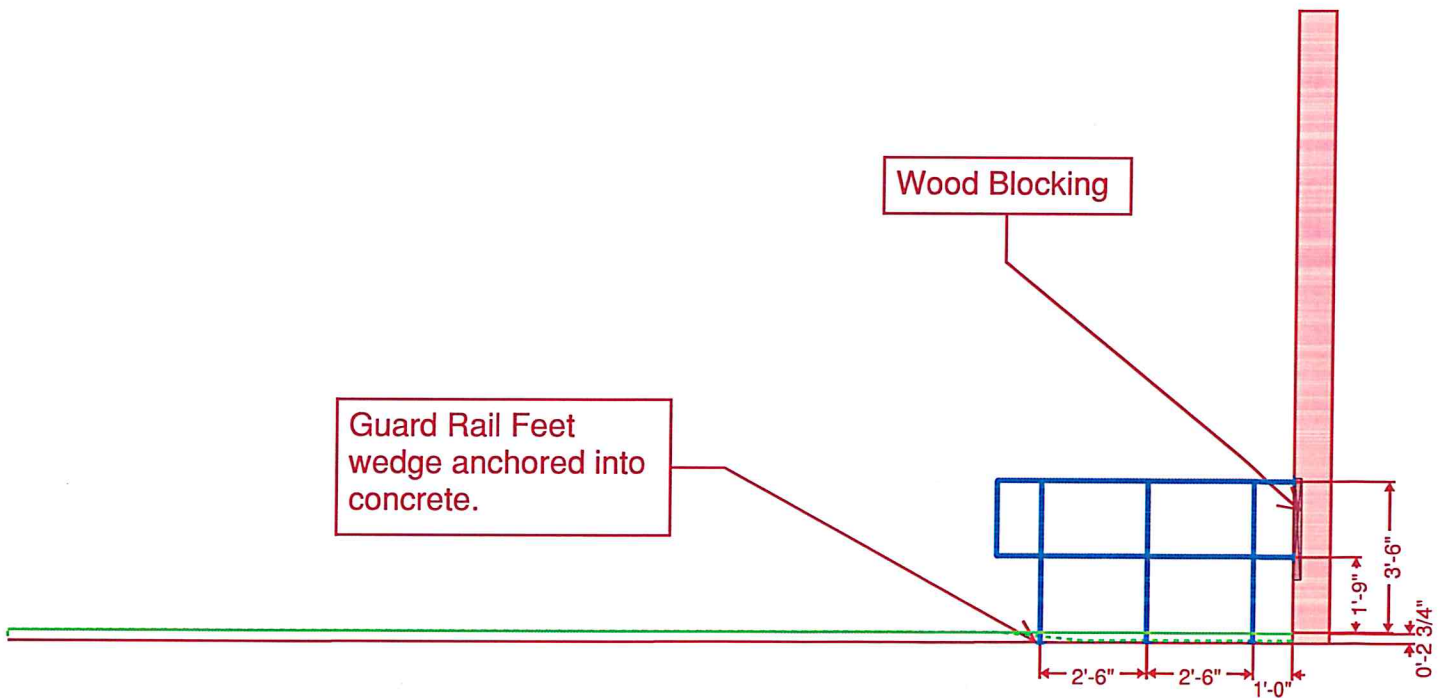 Wood Blocking
Guard Rail Feet
wedge anchored into
concrete.
3'-6"
1'-9"
0'-2 3/4"
2'-6"
2'-6"
1'-0"